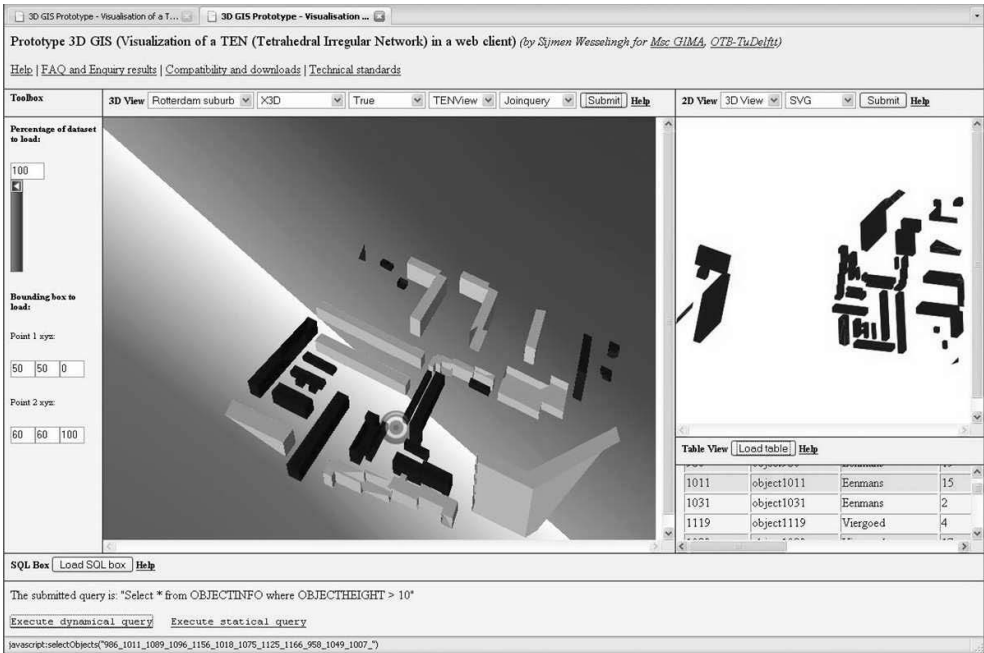 3D GIS Prototype - Visualisation of a T... 3D GIS Prototype - Visualisation ...
Prototype 3D GIS (Visualization of a TEN (Tetrahedral Irregular Network) in a web client) (by Sijmen Wesselingh for Msc GIMA, OTB-TuDelftt)
Help | FAQ and Enquiry results | Compatibility and downloads | Technical standards
Toolbox
Percentage of dataset
to load:
100
Bounding box to
load:
Point 1 xyz:
50 50 0
Point 2 xyz:
60 60 100
3D View Rotterdam suburb X3D True TENView Joinquery Submit Help
2D View 3D View SVG Submit Help
Table View Load table Help
1011 object1011 Eenmans 15
1031 object1031 Eenmans 2
1119 object1119 Viergoed 4
SQL Box Load SQL box Help
The submitted query is: "Select * from OBJECTINFO where OBJECTHEIGHT > 10"
Execute dynamical query Execute statical query
javascript:selectObjects("986_1011_1089_1096_1156_1018_1075_1125_1166_958_1049_1007_")